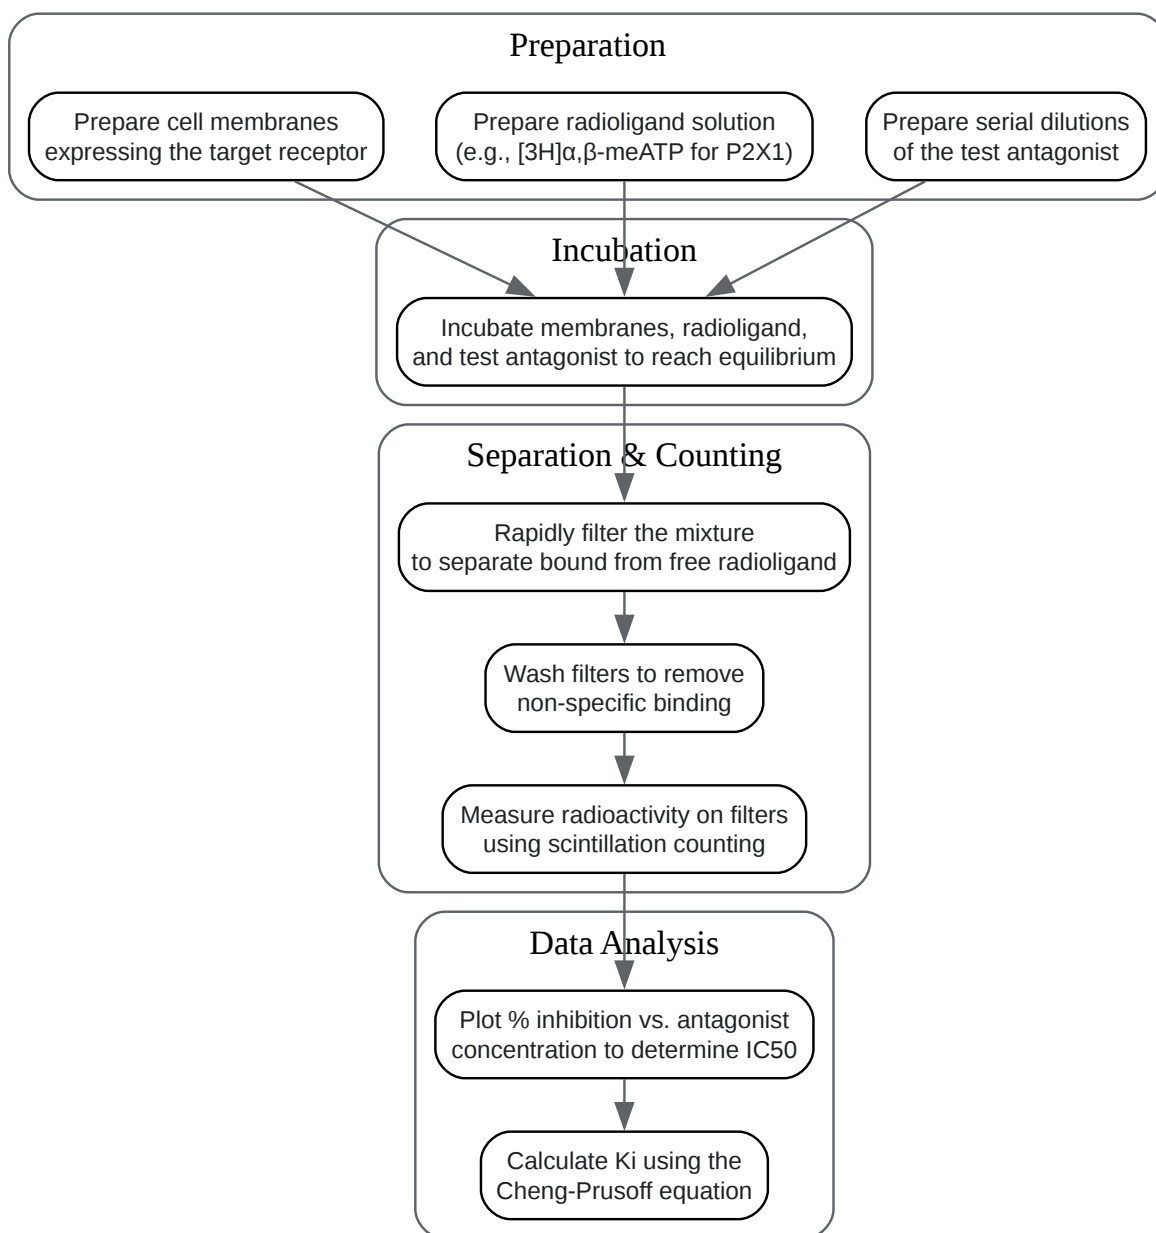 Preparation
Prepare cell membranes
expressing the target receptor
Prepare radioligand solution
(e.g., [3H]α,β-meATP for P2X1)
Prepare serial dilutions
of the test antagonist
Incubation
Incubate membranes, radioligand,
and test antagonist to reach equilibrium
Separation & Counting
Rapidly filter the mixture
to separate bound from free radioligand
Wash filters to remove
non-specific binding
Measure radioactivity on filters
using scintillation counting
Data Analysis
Plot % inhibition vs. antagonist
concentration to determine IC50
Calculate Ki using the
Cheng-Prusoff equation